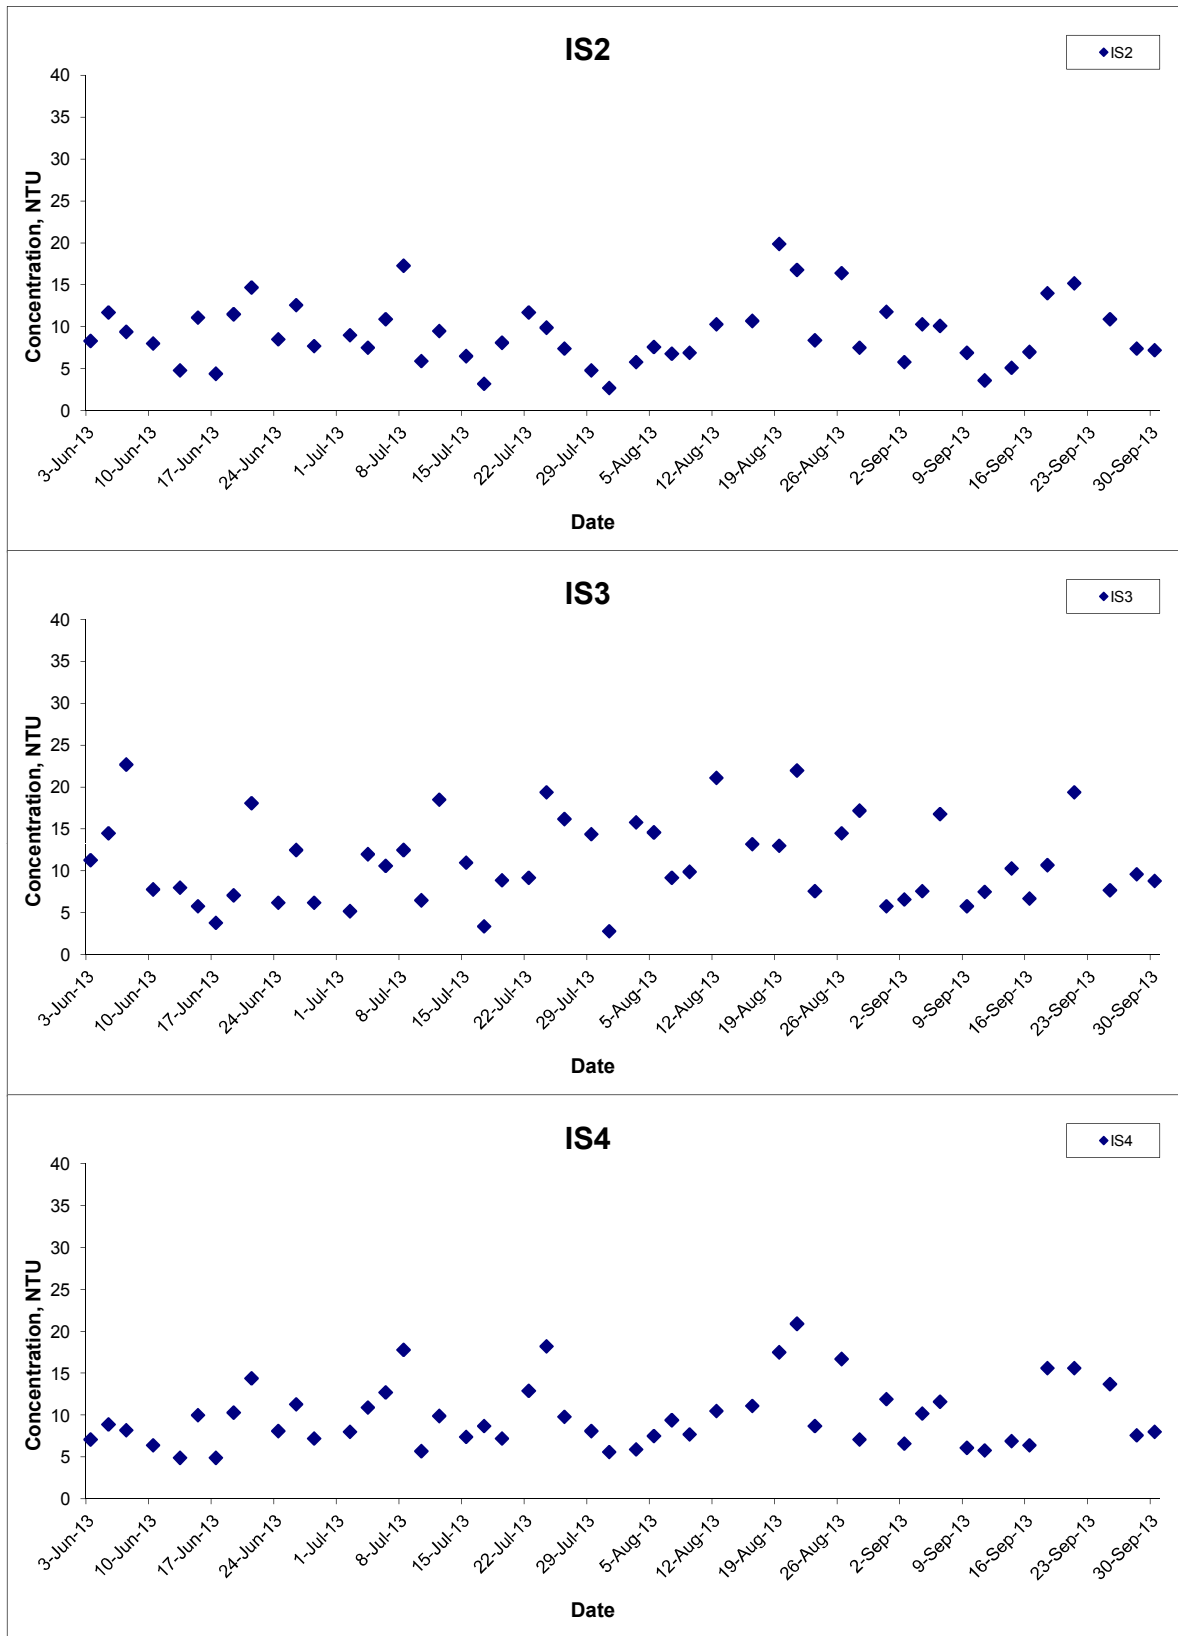 IS2
IS2
40
35
30
25
20
15
10
5
0
Concentration, NTU
3-Jun-13
10-Jun-13
17-Jun-13
24-Jun-13
1-Jul-13
8-Jul-13
15-Jul-13
22-Jul-13
29-Jul-13
5-Aug-13
12-Aug-13
19-Aug-13
26-Aug-13
2-Sep-13
9-Sep-13
16-Sep-13
23-Sep-13
30-Sep-13
Date
IS3
IS3
40
35
30
25
20
15
10
5
0
Concentration, NTU
3-Jun-13
10-Jun-13
17-Jun-13
24-Jun-13
1-Jul-13
8-Jul-13
15-Jul-13
22-Jul-13
29-Jul-13
5-Aug-13
12-Aug-13
19-Aug-13
26-Aug-13
2-Sep-13
9-Sep-13
16-Sep-13
23-Sep-13
30-Sep-13
Date
IS4
IS4
40
35
30
25
20
15
10
5
0
Concentration, NTU
3-Jun-13
10-Jun-13
17-Jun-13
24-Jun-13
1-Jul-13
8-Jul-13
15-Jul-13
22-Jul-13
29-Jul-13
5-Aug-13
12-Aug-13
19-Aug-13
26-Aug-13
2-Sep-13
9-Sep-13
16-Sep-13
23-Sep-13
30-Sep-13
Date